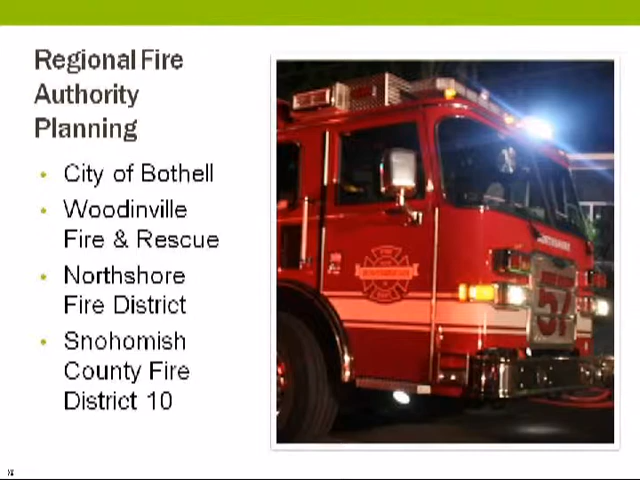 Regional Fire
Authority
Planning
• City of Bothell
• Woodinville
Fire & Rescue
• Northshore
Fire District
• Snohomish
County Fire
District 10
57